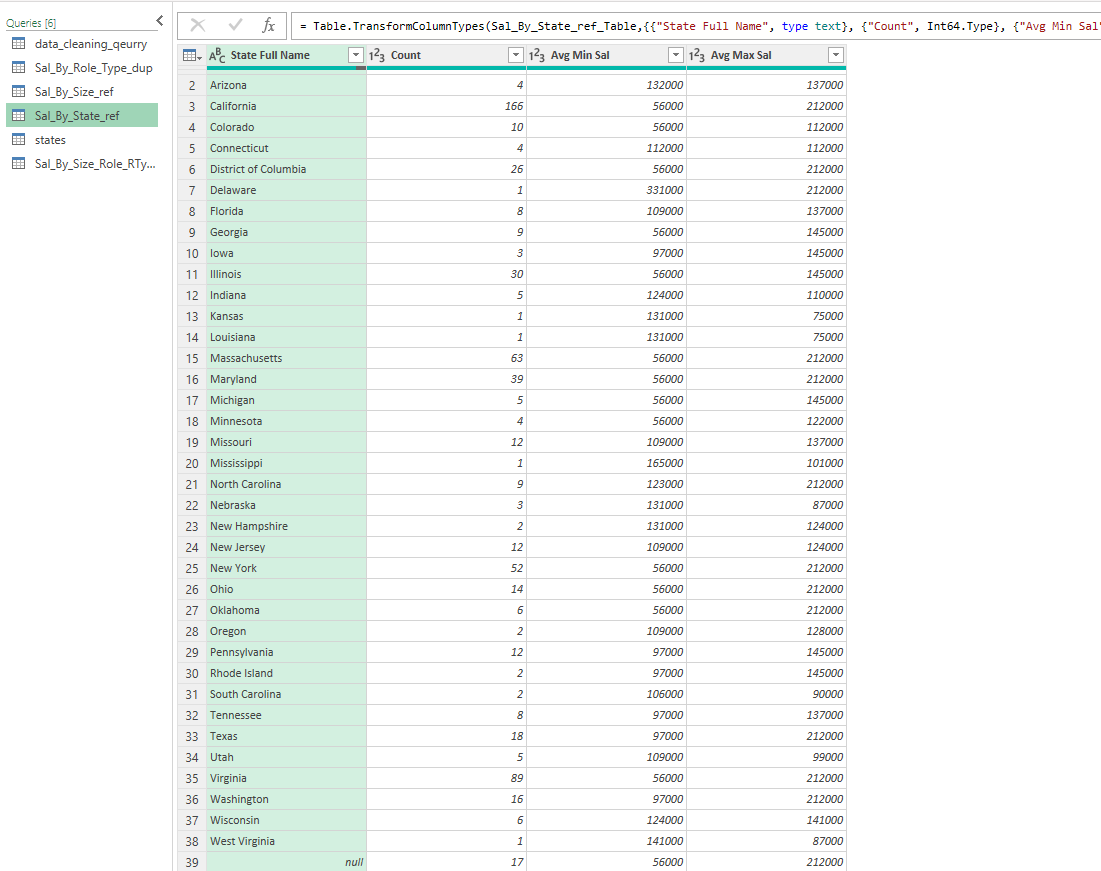 Queries [6]
data_cleaning_qeurry
Sal_By_Role_Type_dup
Sal_By_Size_ref
Sal_By_State_ref
states
Sal_By_Size_Role_RTy...
fx = Table.TransformColumnTypes(Sal_By_State_ref_Table,{{"State Full Name", type text}, {"Count", Int64.Type}, {"Avg Min Sal"
ABC State Full Name 123 Count 123 Avg Min Sal 123 Avg Max Sal
2 Arizona 4 132000 137000
3 California 166 56000 212000
4 Colorado 10 56000 112000
5 Connecticut 4 112000 112000
6 District of Columbia 26 56000 212000
7 Delaware 1 331000 212000
8 Florida 8 109000 137000
9 Georgia 9 56000 145000
10 Iowa 3 97000 145000
11 Illinois 30 56000 145000
12 Indiana 5 124000 110000
13 Kansas 1 131000 75000
14 Louisiana 1 131000 75000
15 Massachusetts 63 56000 212000
16 Maryland 39 56000 212000
17 Michigan 5 56000 145000
18 Minnesota 4 56000 122000
19 Missouri 12 109000 137000
20 Mississippi 1 165000 101000
21 North Carolina 9 123000 212000
22 Nebraska 3 131000 87000
23 New Hampshire 2 131000 124000
24 New Jersey 12 109000 124000
25 New York 52 56000 212000
26 Ohio 14 56000 212000
27 Oklahoma 6 56000 212000
28 Oregon 2 109000 128000
29 Pennsylvania 12 97000 145000
30 Rhode Island 2 97000 145000
31 South Carolina 2 106000 90000
32 Tennessee 8 97000 137000
33 Texas 18 97000 212000
34 Utah 5 109000 99000
35 Virginia 89 56000 212000
36 Washington 16 97000 212000
37 Wisconsin 6 124000 141000
38 West Virginia 1 141000 87000
39 null 17 56000 212000